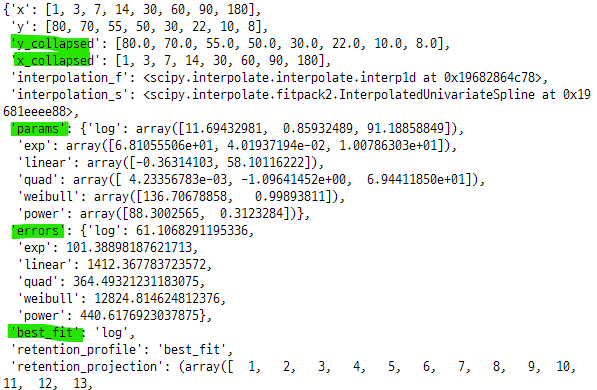 {'x': [1, 3, 7, 14, 30, 60, 90, 180],
'y': [80, 70, 55, 50, 30, 22, 10, 8],
'y_collapsed': [80.0, 70.0, 55.0, 50.0, 30.0, 22.0, 10.0, 8.0],
'x_collapsed': [1, 3, 7, 14, 30, 60, 90, 180],
'interpolation_f': <scipy.interpolate.interpolate.interp1d at 0x19682864c78>,
'interpolation_s': <scipy.interpolate.fitpack2.InterpolatedUnivariateSpline at 0x19
681eeee88>,
'params': {'log': array([11.69432981, 0.85932489, 91.18858849]),
'exp': array([6.81055506e+01, 4.01937194e-02, 1.00786303e+01]),
'linear': array([-0.36314103, 58.10116222]),
'quad': array([ 4.23356783e-03, -1.09641452e+00, 6.94411850e+01]),
'weibull': array([136.70678858, 0.99893811]),
'power': array([88.3002565, 0.3123284])},
'errors': {'log': 61.1068291195336,
'exp': 101.38898187621713,
'linear': 1412.367783723572,
'quad': 364.49321231183075,
'weibull': 12824.814624812376,
'power': 440.6176923037875},
'best_fit': 'log',
'retention_profile': 'best_fit',
'retention_projection': (array([ 1, 2, 3, 4, 5, 6, 7, 8, 9, 10,
11, 12, 13,